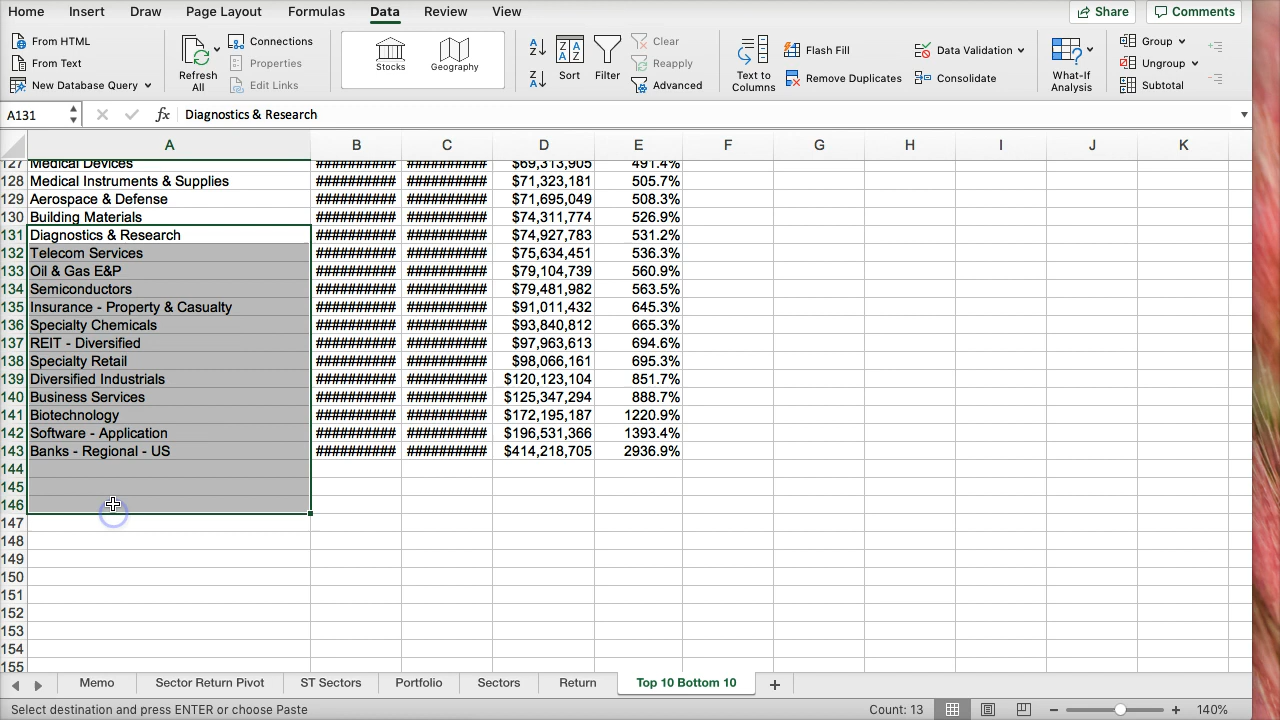 Home Insert Draw Page Layout Formulas Data Review View Share Comments
From HTML Connections Clear Flash Fill Data Validation Group
From Text Properties Stocks Geography Sort Filter Reapply Ungroup
Refresh All Text to Columns What-If Analysis
New Database Query Edit Links Advanced Remove Duplicates Consolidate Subtotal
A131 fx Diagnostics & Research
A B C D E F G H I J K
127 Medical Devices ########## ########## $69,313,905 491.4%
128 Medical Instruments & Supplies ########## ########## $71,323,181 505.7%
129 Aerospace & Defense ########## ########## $71,695,049 508.3%
130 Building Materials ########## ########## $74,311,774 526.9%
131 Diagnostics & Research ########## ########## $74,927,783 531.2%
132 Telecom Services ########## ########## $75,634,451 536.3%
133 Oil & Gas E&P ########## ########## $79,104,739 560.9%
134 Semiconductors ########## ########## $79,481,982 563.5%
135 Insurance - Property & Casualty ########## ########## $91,011,432 645.3%
136 Specialty Chemicals ########## ########## $93,840,812 665.3%
137 REIT - Diversified ########## ########## $97,963,613 694.6%
138 Specialty Retail ########## ########## $98,066,161 695.3%
139 Diversified Industrials ########## ########## $120,123,104 851.7%
140 Business Services ########## ########## $125,347,294 888.7%
141 Biotechnology ########## ########## $172,195,187 1220.9%
142 Software - Application ########## ########## $196,531,366 1393.4%
143 Banks - Regional - US ########## ########## $414,218,705 2936.9%
144
145
146
147
148
149
150
151
152
153
154
155
Memo Sector Return Pivot ST Sectors Portfolio Sectors Return Top 10 Bottom 10
Select destination and press ENTER or choose Paste Count: 13 140%